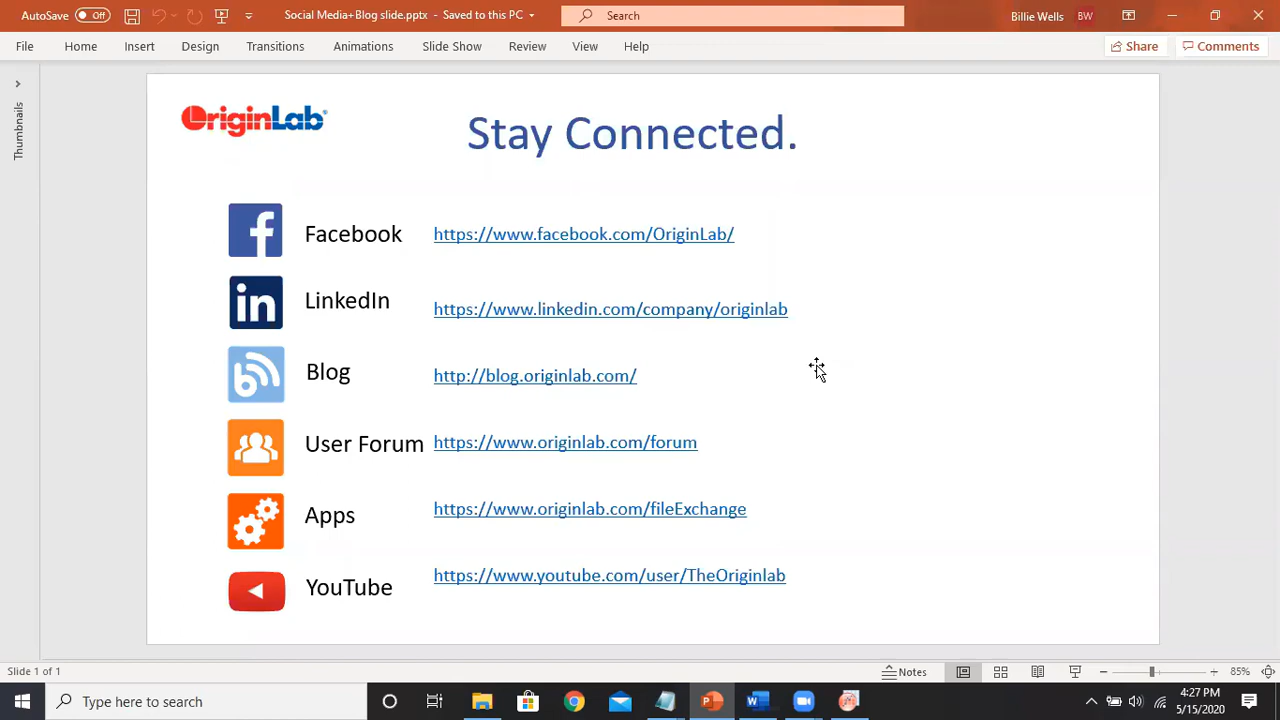 AutoSave Off Social Media+Blog slide.pptx - Saved to this PC Search Billie Wells BW
File Home Insert Design Transitions Animations Slide Show Review View Help Share Comments
Thumbnails
OriginLab®
Stay Connected.
Facebook https://www.facebook.com/OriginLab/
LinkedIn https://www.linkedin.com/company/originlab
Blog http://blog.originlab.com/
User Forum https://www.originlab.com/forum
Apps https://www.originlab.com/fileExchange
YouTube https://www.youtube.com/user/TheOriginlab
Slide 1 of 1 Notes 85%
Type here to search 4:27 PM
5/15/2020